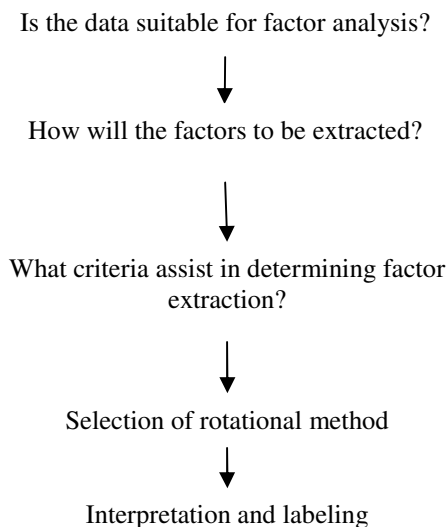 Is the data suitable for factor analysis?
How will the factors to be extracted?
What criteria assist in determining factor
extraction?
Selection of rotational method
Interpretation and labeling